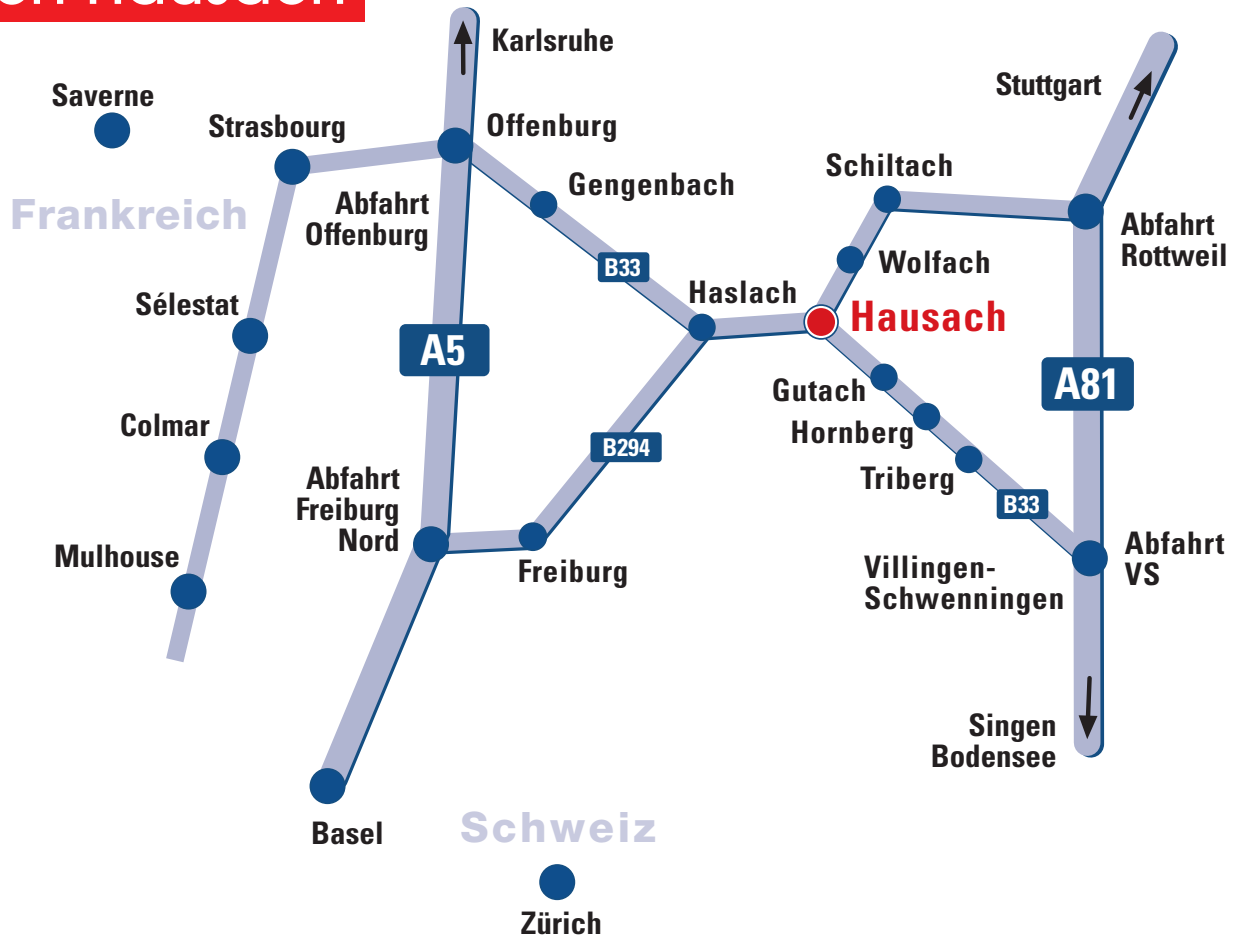 Karlsruhe
Saverne
Stuttgart
Strasbourg
Offenburg
Schiltach
Gengenbach
Frankreich
Abfahrt
Offenburg
Abfahrt
Rottweil
B33
Wolfach
Haslach
Sélestat
Hausach
A5
A81
Gutach
Colmar
Hornberg
B294
Triberg
Abfahrt
Freiburg
Nord
B33
Mulhouse
Freiburg
Villingen-
Schwenningen
Abfahrt
VS
Singen
Bodensee
Basel
Schweiz
Zürich